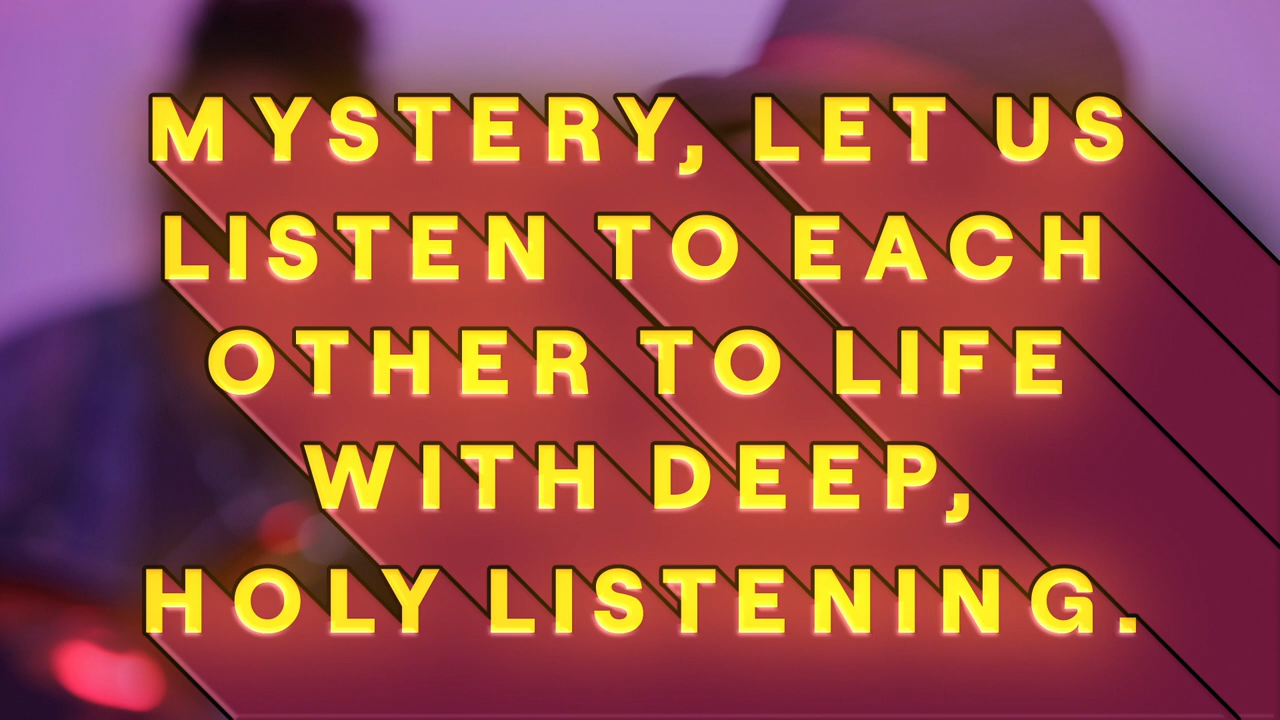 MYSTERY, LET US
LISTEN TO EACH
OTHER TO LIFE
WITH DEEP,
HOLY LISTENING.